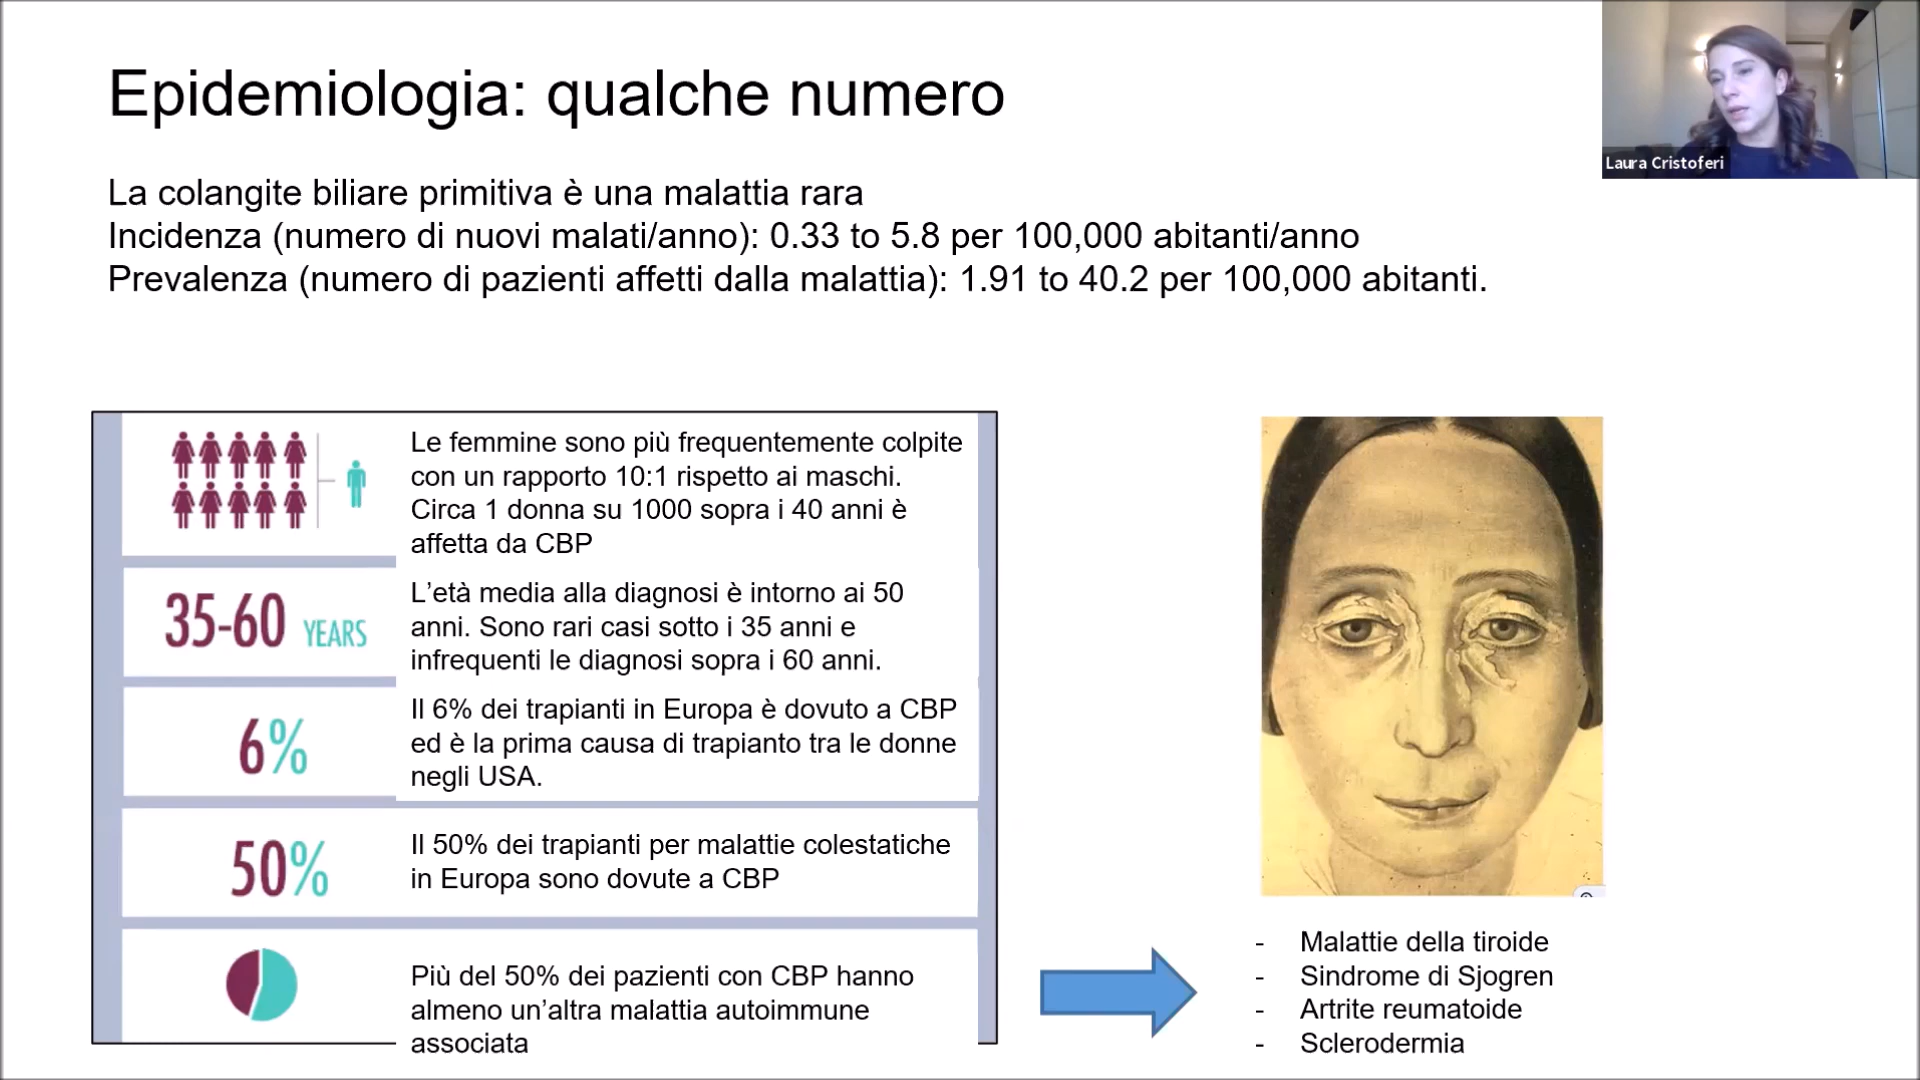 Epidemiologia: qualche numero
Laura Cristoferi
La colangite biliare primitiva è una malattia rara
Incidenza (numero di nuovi malati/anno): 0.33 to 5.8 per 100,000 abitanti/anno
Prevalenza (numero di pazienti affetti dalla malattia): 1.91 to 40.2 per 100,000 abitanti.
Le femmine sono più frequentemente colpite
con un rapporto 10:1 rispetto ai maschi.
Circa 1 donna su 1000 sopra i 40 anni è
affetta da CBP
35-60 YEARS
L’età media alla diagnosi è intorno ai 50
anni. Sono rari casi sotto i 35 anni e
infrequenti le diagnosi sopra i 60 anni.
6%
Il 6% dei trapianti in Europa è dovuto a CBP
ed è la prima causa di trapianto tra le donne
negli USA.
50%
Il 50% dei trapianti per malattie colestatiche
in Europa sono dovute a CBP
Più del 50% dei pazienti con CBP hanno
almeno un’altra malattia autoimmune
associata
- Malattie della tiroide
- Sindrome di Sjogren
- Artrite reumatoide
- Sclerodermia